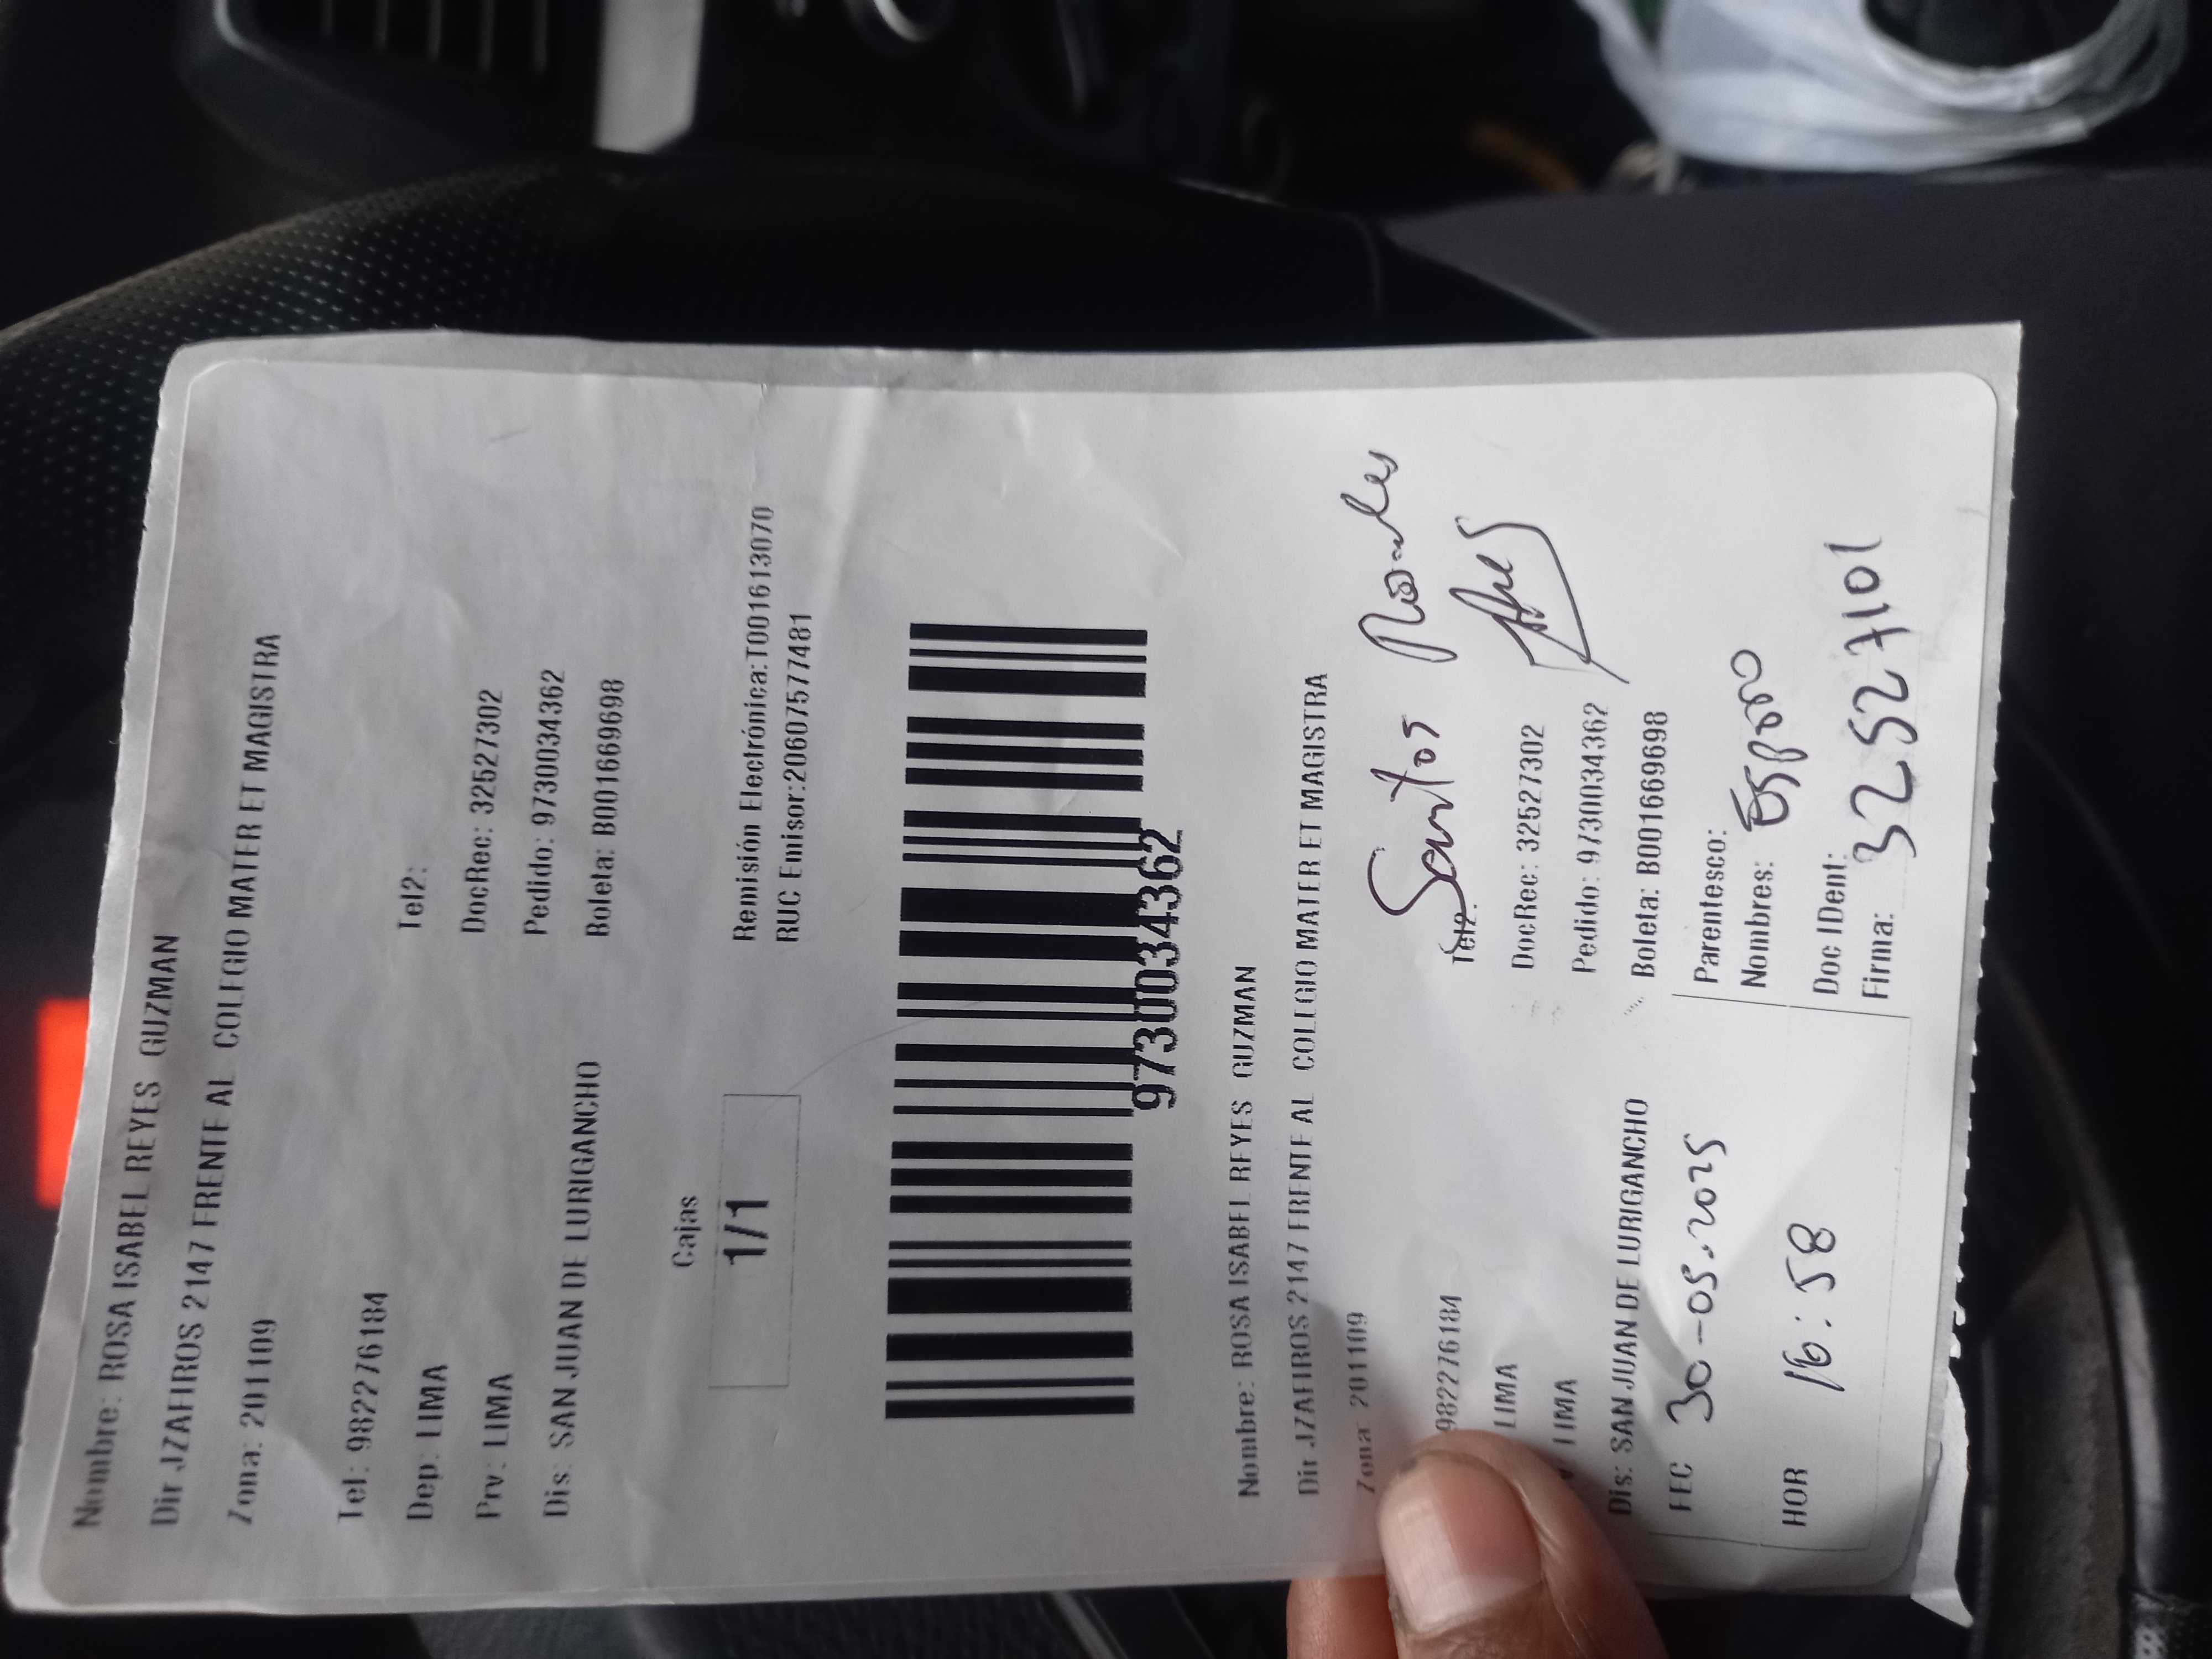 Nombre: ROSA ISABEL REYES GUZMAN
Dir JZAFIROS 2147 FRENTE AL COLEGIO MATER ET MAGISTRA
Zona: 201109
Tel: 982276184 Tel2:
Dep: LIMA DocRec: 32527302
Prv: LIMA Pedido: 9730034362
Dis: SAN JUAN DE LURIGANCHO Boleta: B001669698
Cajas
1/1
Remisión Electrónica:T001613070
RUC Emisor:20607577481
9730034362
Nombre: ROSA ISABEL REYES GUZMAN
Dir JZAFIROS 2147 FRENTE AL COLEGIO MATER ET MAGISTRA
Zona: 201109
Santos Morales
982276184 Tel2:
LIMA DocRec: 32527302
LIMA Pedido: 9730034362
Dis: SAN JUAN DE LURIGANCHO Boleta: B001669698
FEC 30-05.2025
Parentesco:
Nombres: Esposo
HOR 16:58
Doc IDent: 32527101
Firma: